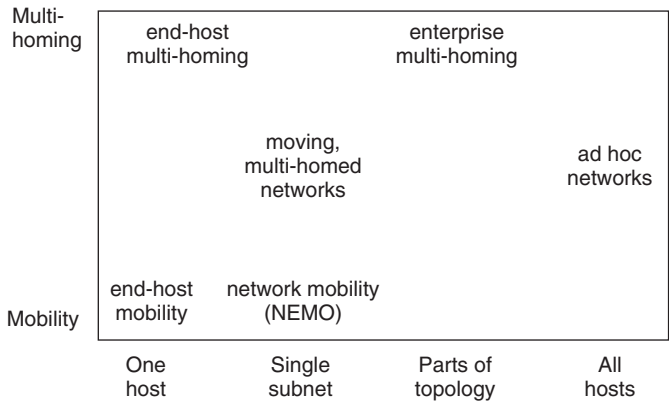 Multi-
homing
end-host
multi-homing
enterprise
multi-homing
moving,
multi-homed
networks
ad hoc
networks
end-host
mobility
network mobility
(NEMO)
Mobility
One
host
Single
subnet
Parts of
topology
All
hosts